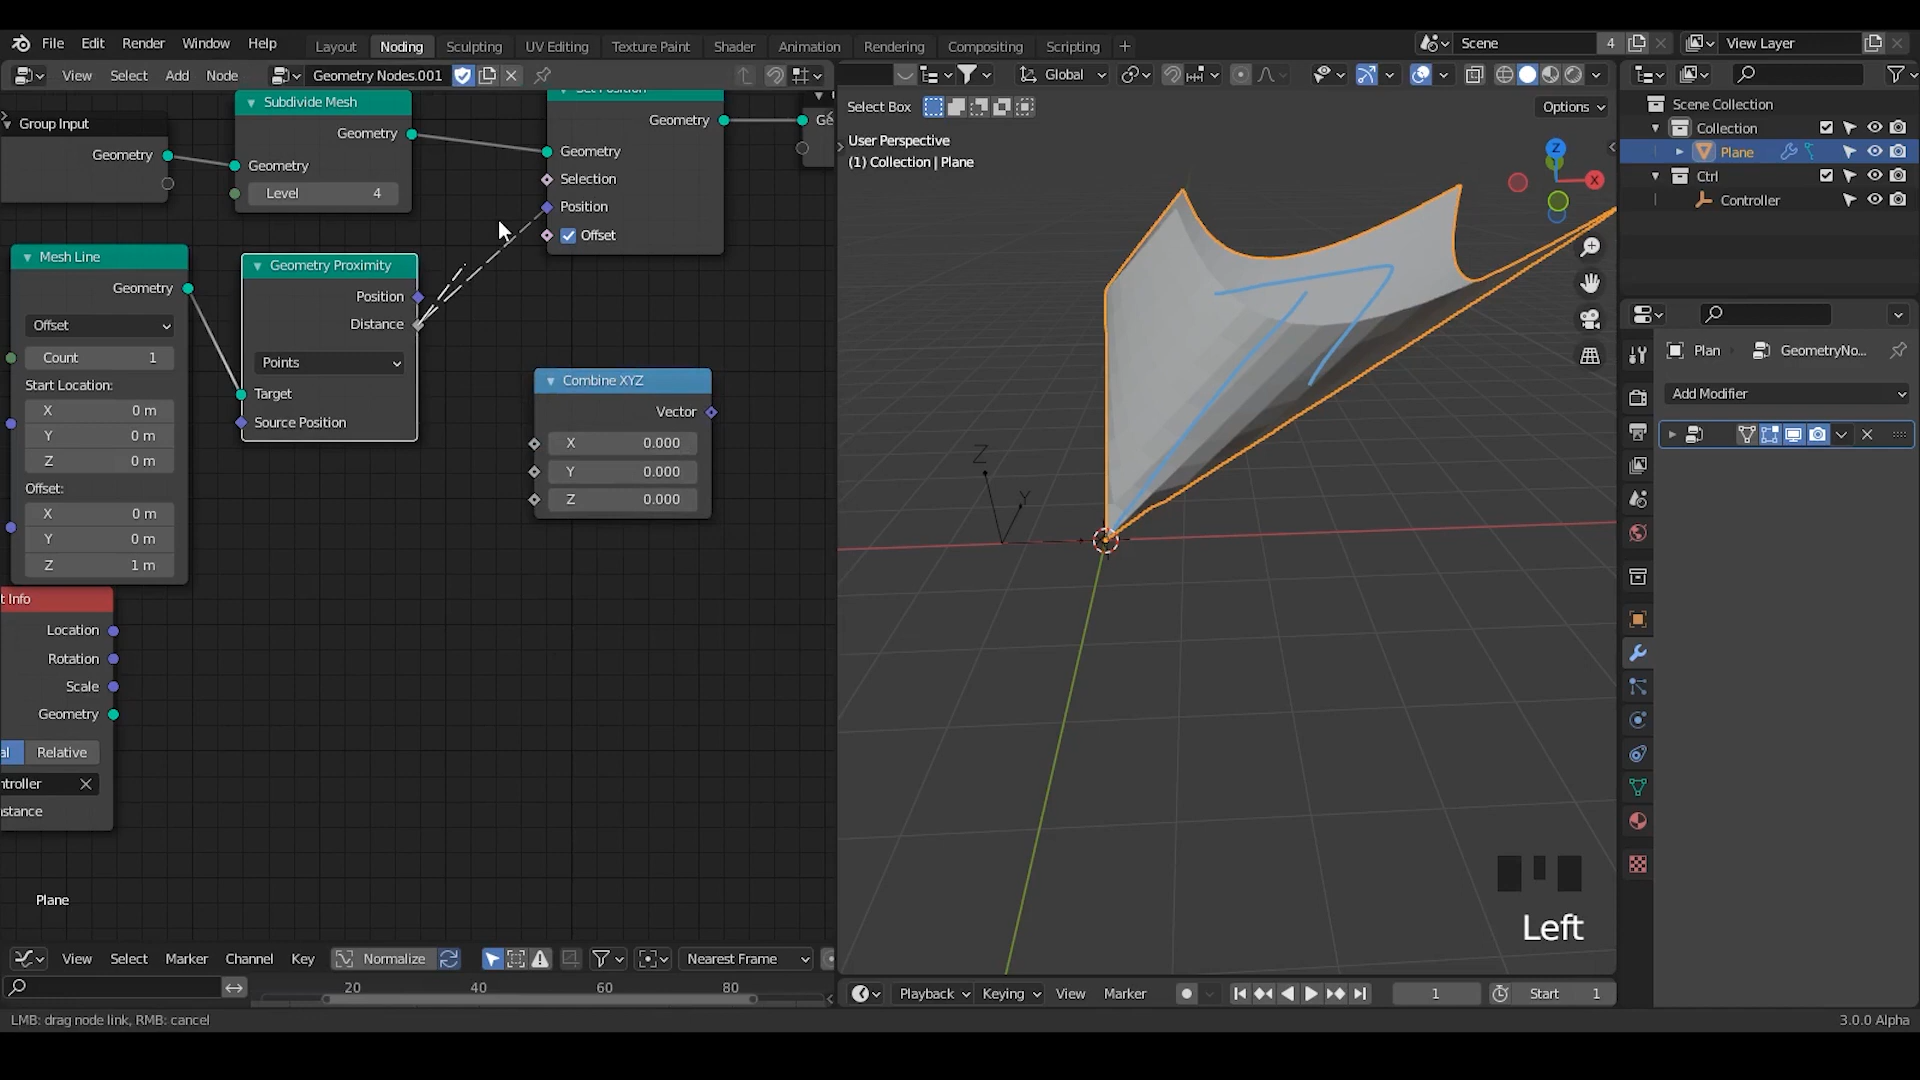 File Edit Render Window Help Layout Noding Sculpting UV Editing Texture Paint Shader Animation Rendering Compositing Scripting + Scene 4 View Layer
View Select Add Node Geometry Nodes.001 Global
Select Box Options
User Perspective
(1) Collection | Plane
Group Input
Geometry
Subdivide Mesh
Geometry
Geometry
Level 4
Geometry
Geometry
Selection
Position
Offset
Mesh Line
Geometry
Offset
Count 1
Start Location:
X 0 m
Y 0 m
Z 0 m
Offset:
X 0 m
Y 0 m
Z 1 m
Geometry Proximity
Position
Distance
Points
Target
Source Position
Combine XYZ
Vector
X 0.000
Y 0.000
Z 0.000
t Info
Location
Rotation
Scale
Geometry
al Relative
ntroller
stance
Plane
Z
Y
Z
X
Left
Scene Collection
Collection
Plane
Ctrl
Controller
Plan GeometryNo...
Add Modifier
View Select Marker Channel Key Normalize Nearest Frame
20 40 60 80
Playback Keying View Marker 1 Start 1
LMB: drag node link, RMB: cancel
3.0.0 Alpha